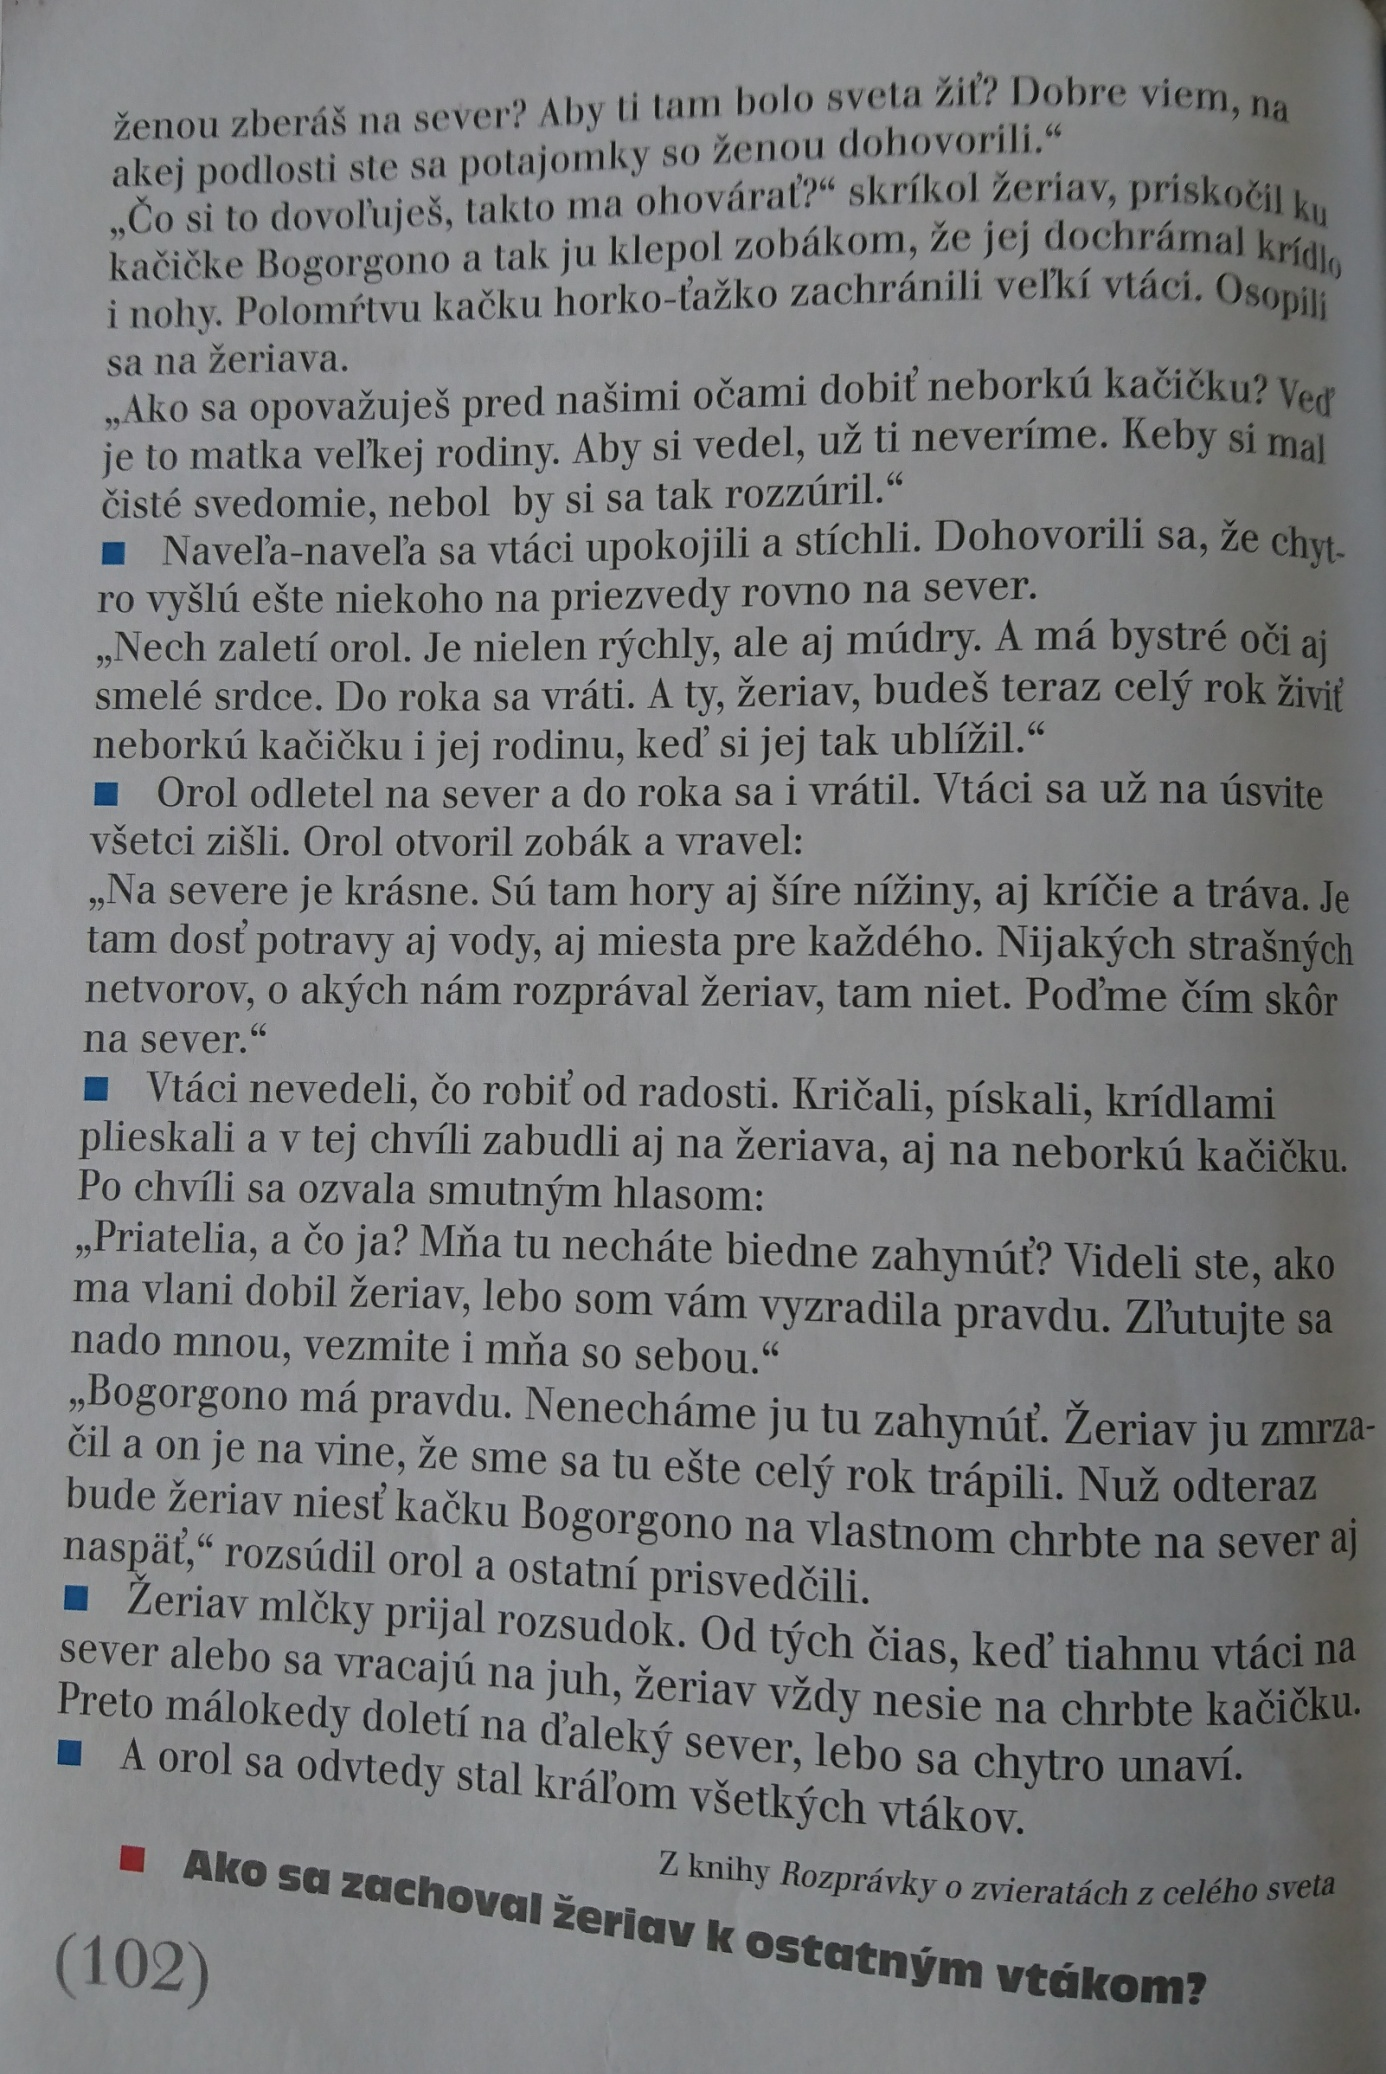 ženou zberáš na sever? Aby ti tam bolo sveta žiť? Dobre viem, na
akej podlosti ste sa potajomky so ženou dohovorili.“
„Čo si to dovoľuješ, takto ma ohovárať?“ skríkol žeriav, priskočil ku
kačičke Bogorgono a tak ju klepol zobákom, že jej dochrámal krídlo
i nohy. Polomŕtvu kačku horko-ťažko zachránili veľkí vtáci. Osopili
sa na žeriava.
„Ako sa opovažuješ pred našimi očami dobiť neborkú kačičku? Veď
je to matka veľkej rodiny. Aby si vedel, už ti neveríme. Keby si mal
čisté svedomie, nebol by si sa tak rozzúril.“
■ Naveľa-naveľa sa vtáci upokojili a stíchli. Dohovorili sa, že chyt-
ro vyšlú ešte niekoho na priezvedy rovno na sever.
„Nech zaletí orol. Je nielen rýchly, ale aj múdry. A má bystré oči aj
smelé srdce. Do roka sa vráti. A ty, žeriav, budeš teraz celý rok živiť
neborkú kačičku i jej rodinu, keď si jej tak ublížil.“
■ Orol odletel na sever a do roka sa i vrátil. Vtáci sa už na úsvite
všetci zišli. Orol otvoril zobák a vravel:
„Na severe je krásne. Sú tam hory aj šíre nížiny, aj kríčie a tráva. Je
tam dosť potravy aj vody, aj miesta pre každého. Nijakých strašných
netvorov, o akých nám rozprával žeriav, tam niet. Poďme čím skôr
na sever.“
■ Vtáci nevedeli, čo robiť od radosti. Kričali, pískali, krídlami
plieskali a v tej chvíli zabudli aj na žeriava, aj na neborkú kačičku.
Po chvíli sa ozvala smutným hlasom:
„Priatelia, a čo ja? Mňa tu necháte biedne zahynúť? Videli ste, ako
ma vlani dobil žeriav, lebo som vám vyzradila pravdu. Zľutujte sa
nado mnou, vezmite i mňa so sebou.“
„Bogorgono má pravdu. Nenecháme ju tu zahynúť. Žeriav ju zmrza-
čil a on je na vine, že sme sa tu ešte celý rok trápili. Nuž odteraz
bude žeriav niesť kačku Bogorgono na vlastnom chrbte na sever aj
naspäť,“ rozsúdil orol a ostatní prisvedčili.
■ Žeriav mlčky prijal rozsudok. Od tých čias, keď tiahnu vtáci na
sever alebo sa vracajú na juh, žeriav vždy nesie na chrbte kačičku.
Preto málokedy doletí na ďaleký sever, lebo sa chytro unaví.
■ A orol sa odvtedy stal kráľom všetkých vtákov.
Z knihy Rozprávky o zvieratách z celého sveta
■ Ako sa zachoval žeriav k ostatným vtákom?
(102)